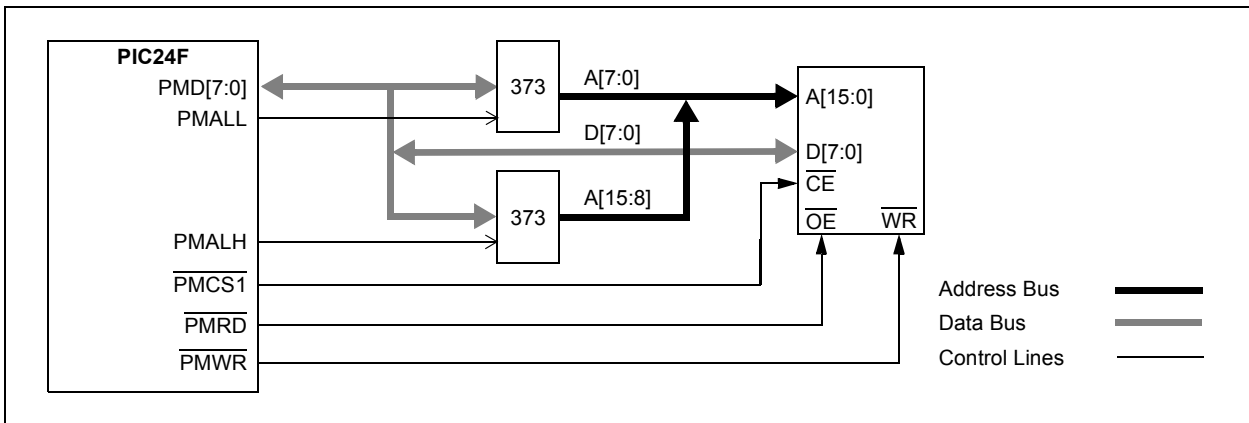 PIC24F
PMD[7:0]
PMALL
PMALH
PMCS1
PMRD
PMWR
373
373
A[7:0]
D[7:0]
A[15:8]
A[15:0]
D[7:0]
CE
OE WR
Address Bus
Data Bus
Control Lines